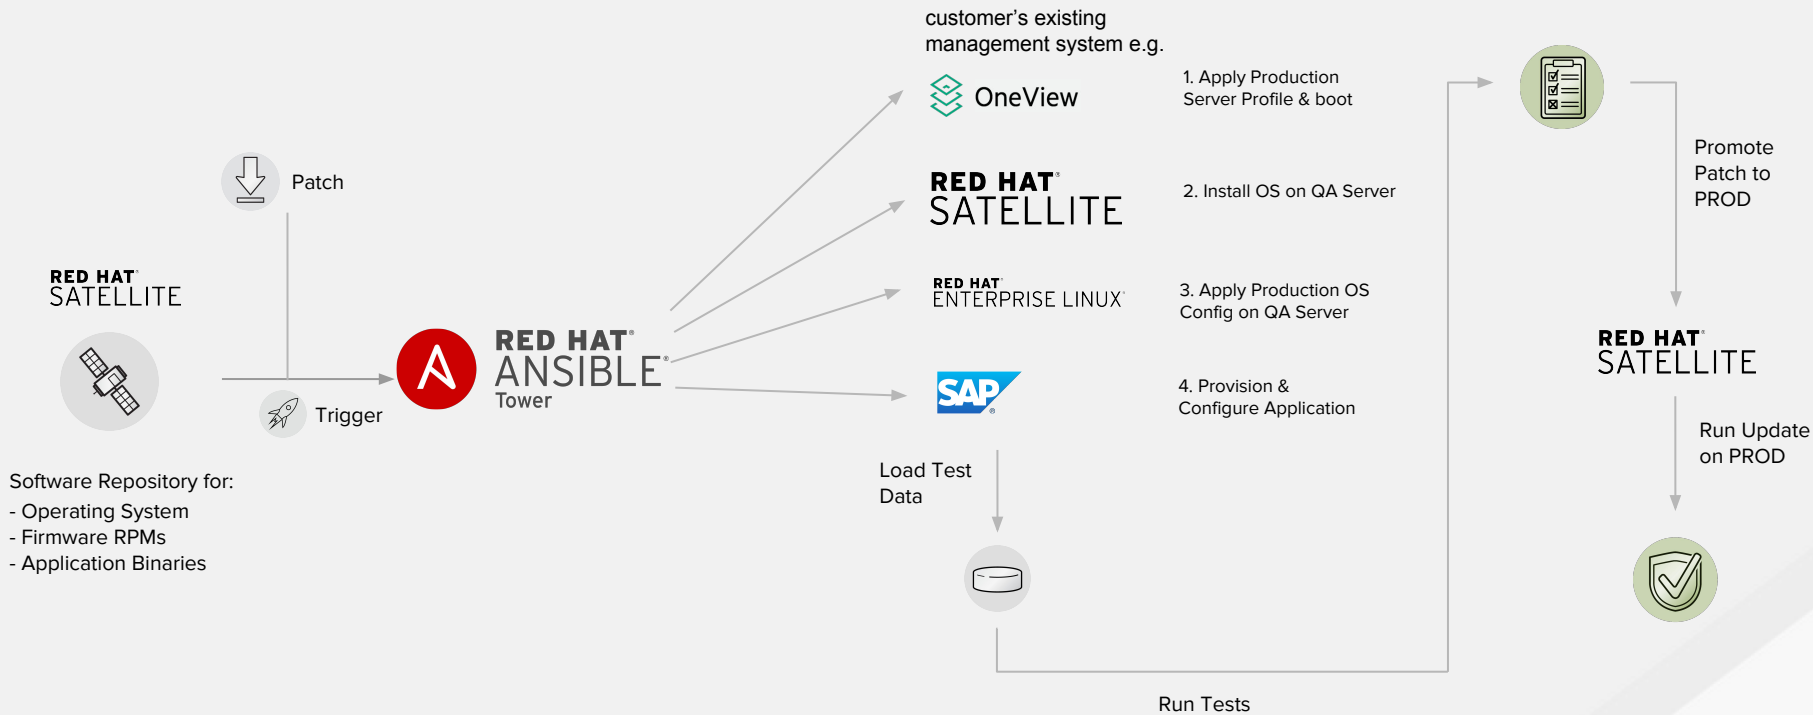 customer’s existing
management system e.g.
OneView
1. Apply Production
Server Profile & boot
Patch
RED HAT®
SATELLITE
2. Install OS on QA Server
Promote
Patch to
PROD
RED HAT®
SATELLITE
RED HAT®
ENTERPRISE LINUX®
3. Apply Production OS
Config on QA Server
RED HAT®
ANSIBLE®
Tower
RED HAT®
SATELLITE
SAP®
4. Provision &
Configure Application
Trigger
Run Update
on PROD
Software Repository for:
- Operating System
- Firmware RPMs
- Application Binaries
Load Test
Data
Run Tests